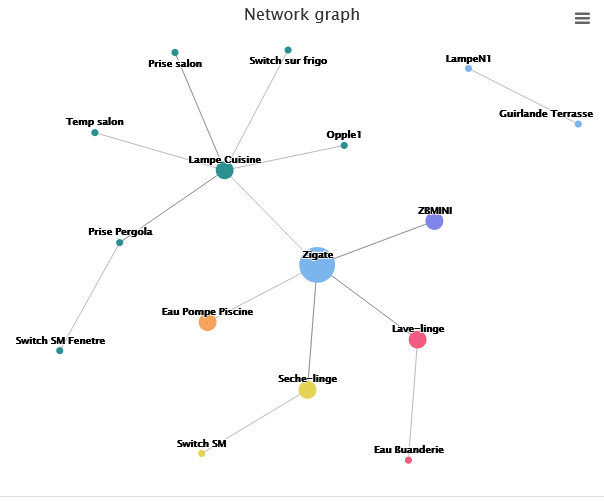 Network graph
Prise salon
Switch sur frigo
LampeN1
Guirlande Terrasse
Temp salon
Opple1
Lampe Cuisine
ZBMINI
Prise Pergola
Zigate
Eau Pompe Piscine
Lave-linge
Switch SM Fenetre
Seche-linge
Switch SM
Eau Buanderie